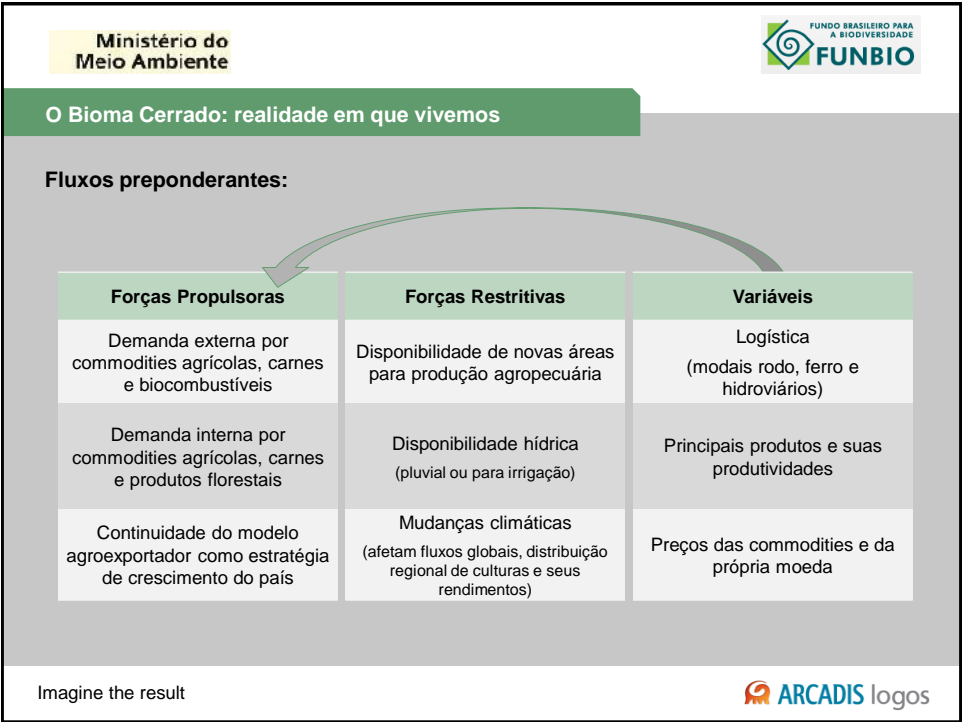 Ministério do
Meio Ambiente
FUNDO BRASILEIRO PARA
A BIODIVERSIDADE
FUNBIO
O Bioma Cerrado: realidade em que vivemos
Fluxos preponderantes:
Forças Propulsoras
Forças Restritivas
Variáveis
Demanda externa por
commodities agrícolas, carnes
e biocombustíveis
Disponibilidade de novas áreas
para produção agropecuária
Logística
(modais rodo, ferro e
hidroviários)
Demanda interna por
commodities agrícolas, carnes
e produtos florestais
Disponibilidade hídrica
(pluvial ou para irrigação)
Principais produtos e suas
produtividades
Continuidade do modelo
agroexportador como estratégia
de crescimento do país
Mudanças climáticas
(afetam fluxos globais, distribuição
regional de culturas e seus
rendimentos)
Preços das commodities e da
própria moeda
Imagine the result
ARCADIS logos